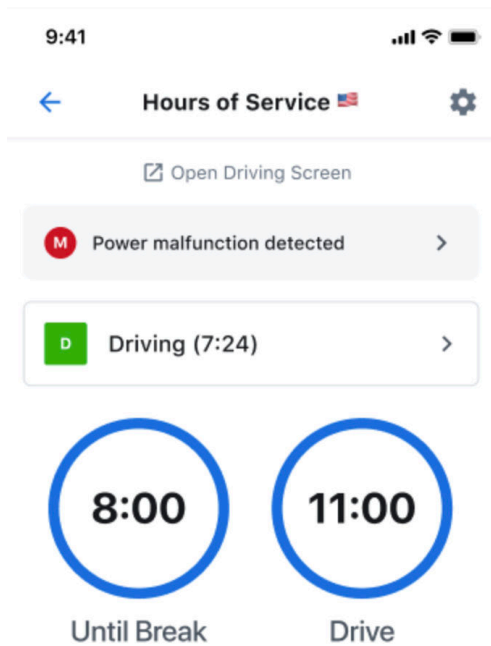 9:41
Hours of Service 🇺🇸
Open Driving Screen
M Power malfunction detected
D Driving (7:24)
8:00 11:00
Until Break Drive